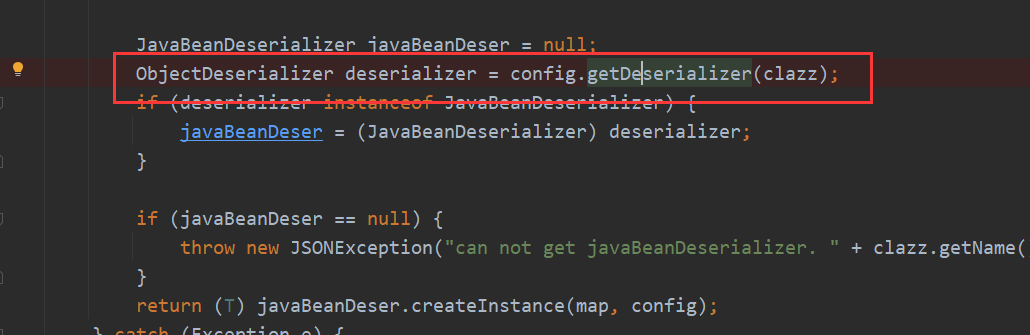 JavaBeanDeserializer javaBeanDeser = null;
ObjectDeserializer deserializer = config.getDeserializer(clazz);
if (deserializer instanceof JavaBeanDeserializer) {
javaBeanDeser = (JavaBeanDeserializer) deserializer;
}
if (javaBeanDeser == null) {
throw new JSONException("can not get javaBeanDeserializer. " + clazz.getName(
}
return (T) javaBeanDeser.createInstance(map, config);
} catch (Exception e) {